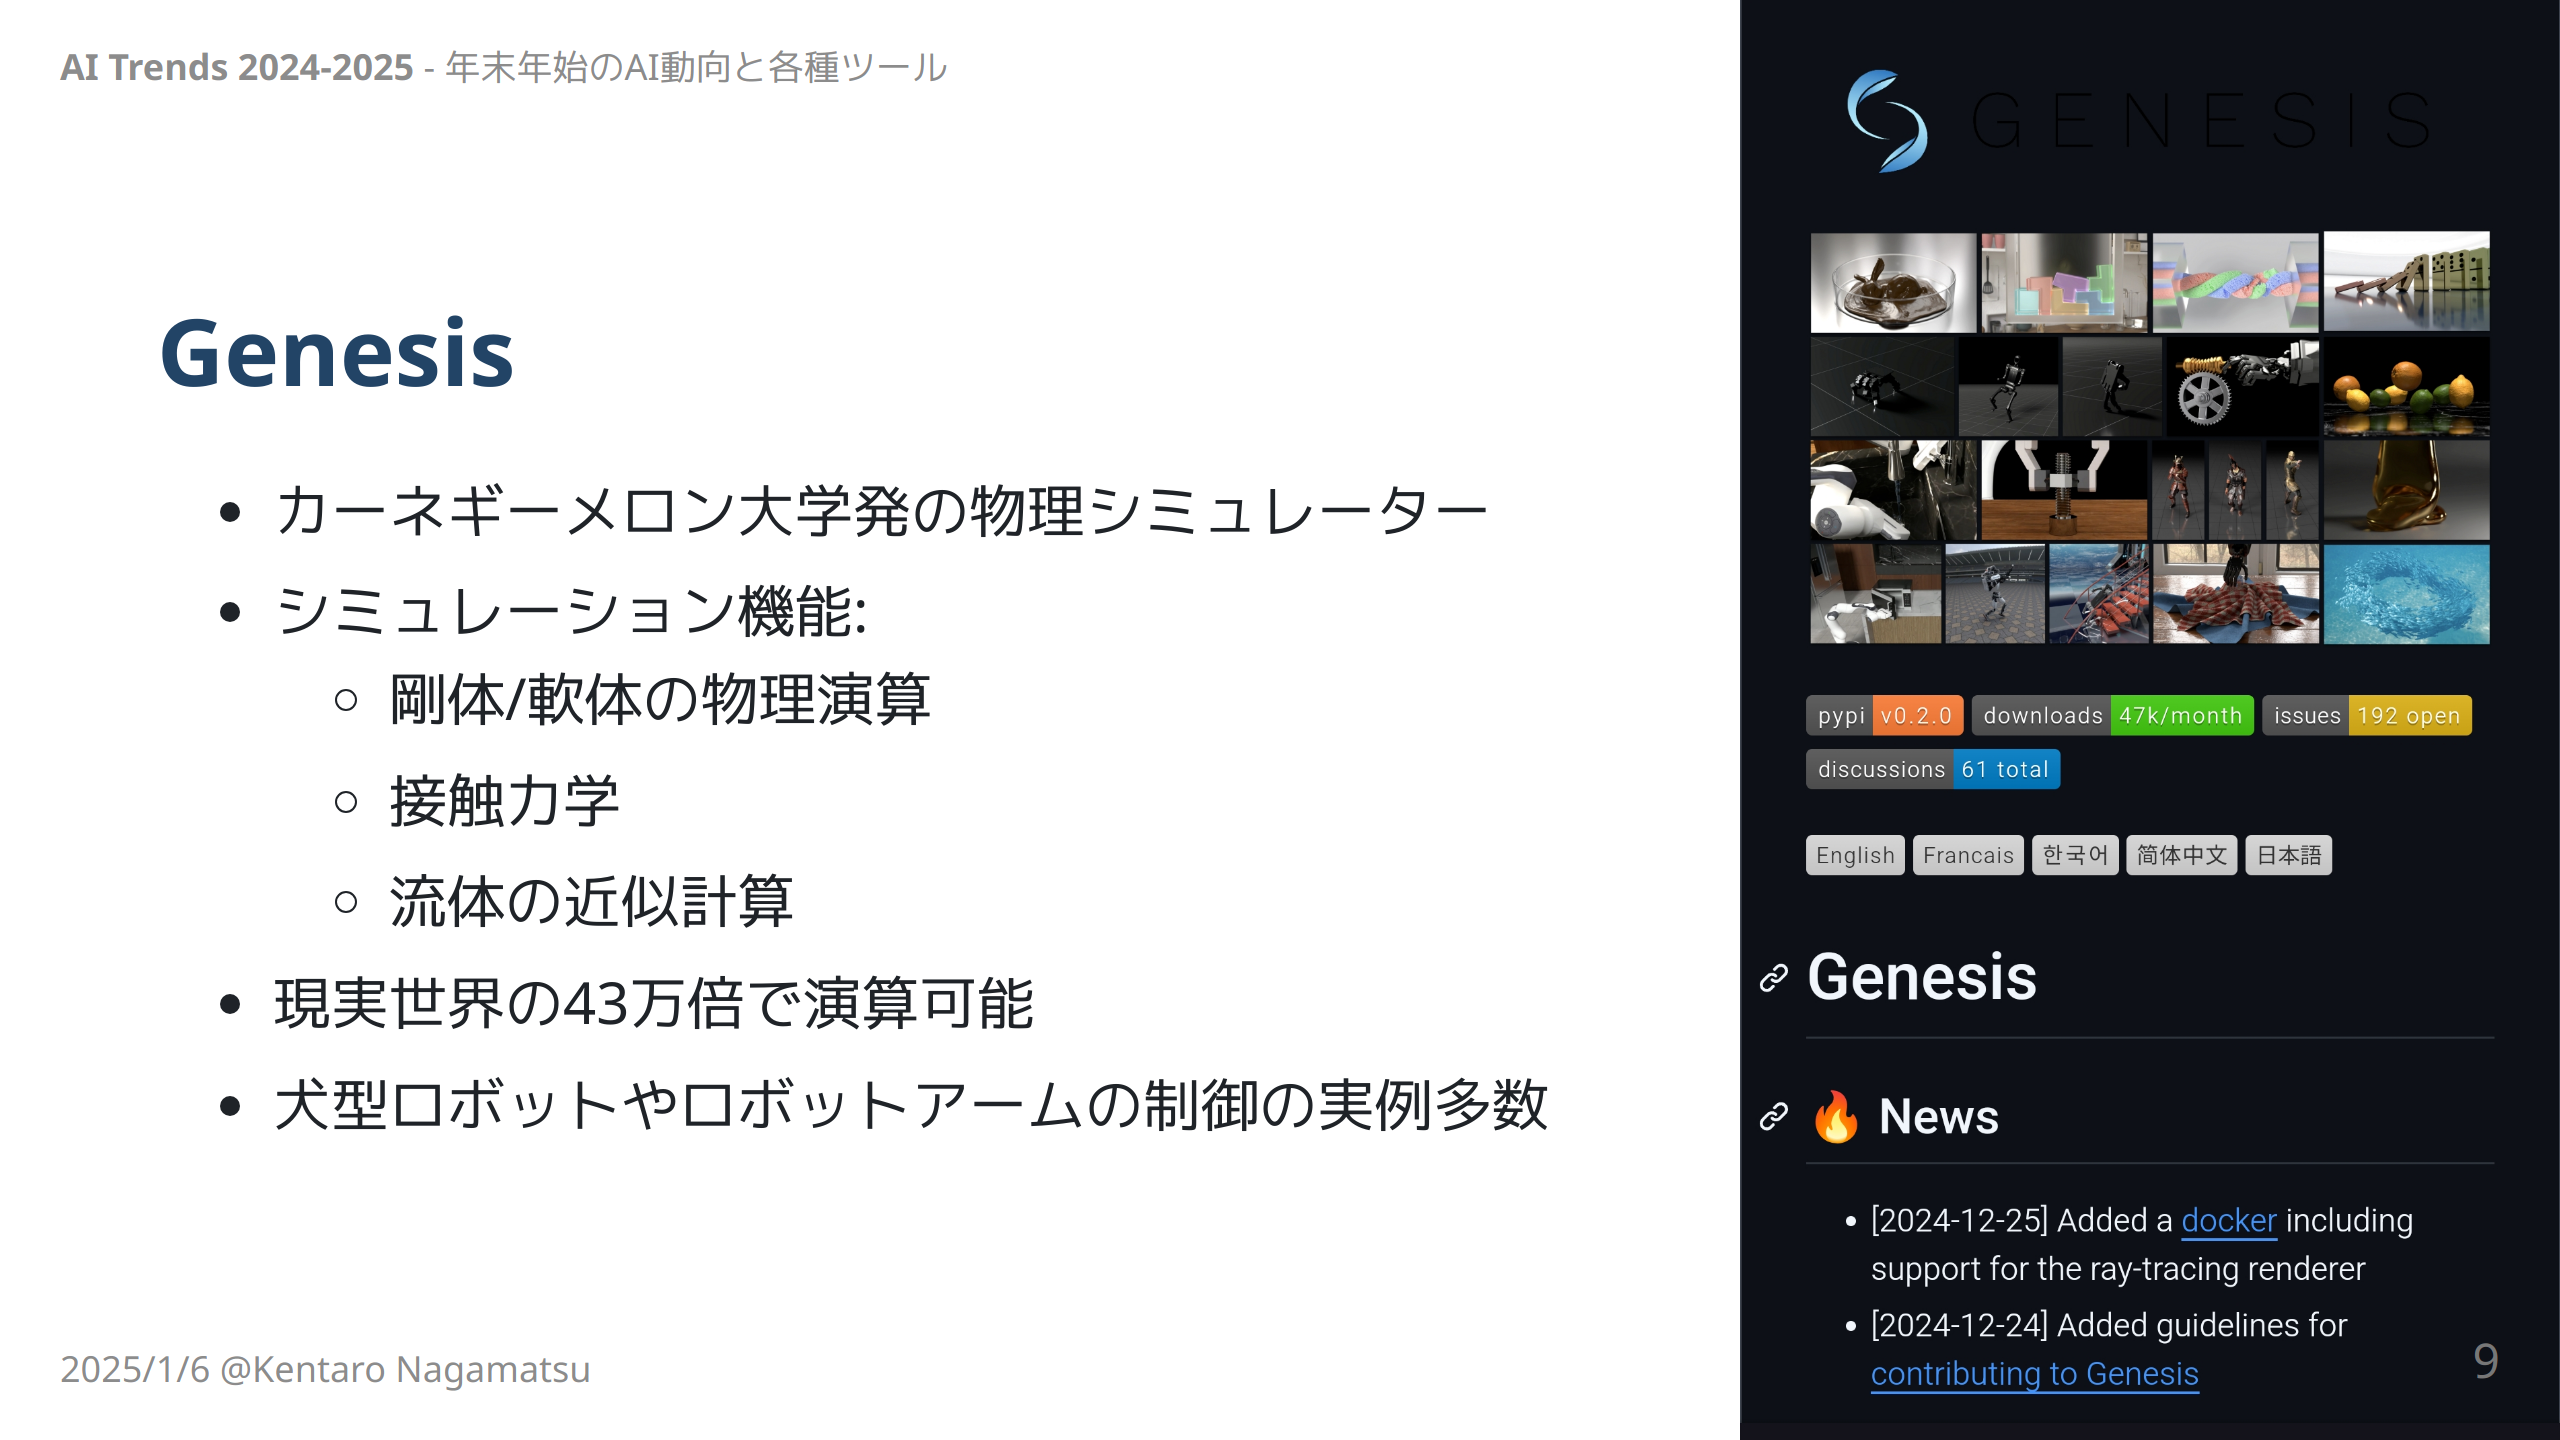 AI Trends 2024-2025 - 年末年始のAI動向と各種ツール
Genesis
カーネギーメロン大学発の物理シミュレーター
シミュレーション機能:
剛体/軟体の物理演算
接触力学
流体の近似計算
現実世界の43万倍で演算可能
犬型ロボットやロボットアームの制御の実例多数
2025/1/6 @Kentaro Nagamatsu
GENESIS
pypi v0.2.0 downloads 47k/month issues 192 open
discussions 61 total
English Francais 한국어 简体中文 日本語
Genesis
🔥 News
[2024-12-25] Added a docker including
support for the ray-tracing renderer
[2024-12-24] Added guidelines for
contributing to Genesis
9